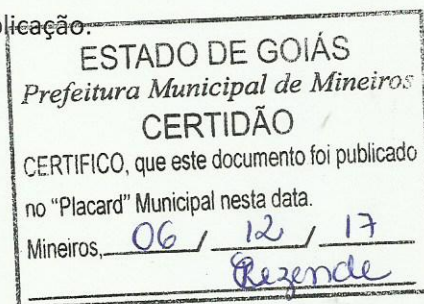 blicação.
ESTADO DE GOIÁS
Prefeitura Municipal de Mineiros
CERTIDÃO
CERTIFICO, que este documento foi publicado
no "Placard" Municipal nesta data.
Mineiros, 06 / 12 / 17
Rezende